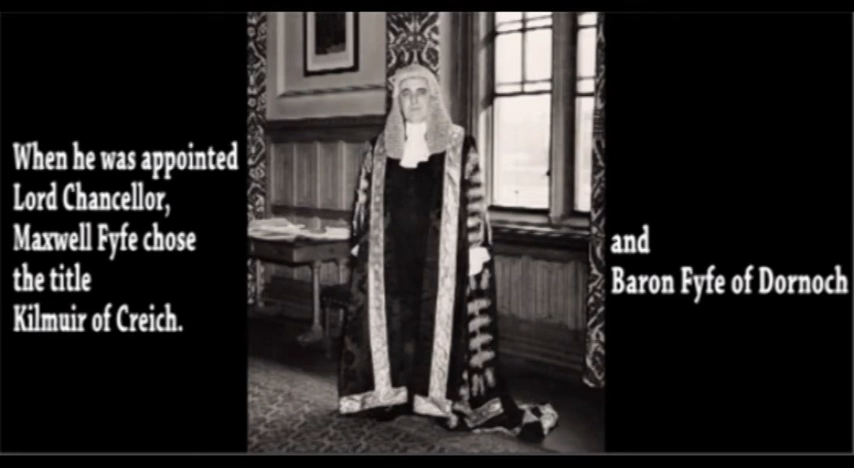 When he was appointed
Lord Chancellor,
Maxwell Fyfe chose
the title
Kilmuir of Creich.
and
Baron Fyfe of Dornoch